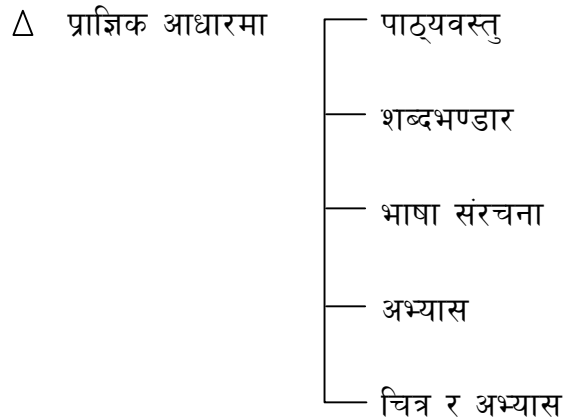 △ प्राज्ञिक आधारमा
पाठ्‌यवस्तु
शब्दभण्डार
भाषा संरचना
अभ्यास
चित्र र अभ्यास